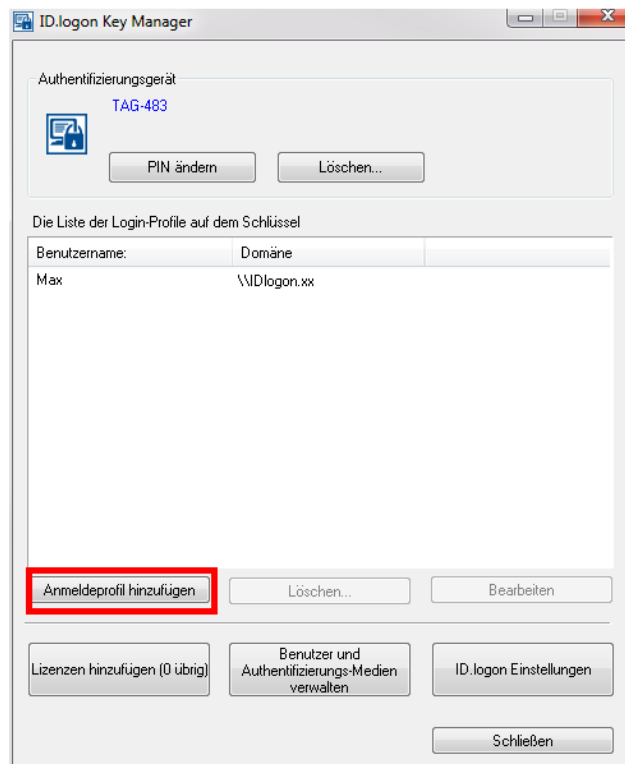 ID.logon Key Manager
Authentifizierungsgerät
TAG-483
PIN ändern
Löschen...
Die Liste der Login-Profile auf dem Schlüssel
Benutzername: Domäne
Max \\IDlogon.xx
Anmeldeprofil hinzufügen
Löschen...
Bearbeiten
Lizenzen hinzufügen (0 übrig)
Benutzer und
Authentifizierungs-Medien
verwalten
ID.logon Einstellungen
Schließen